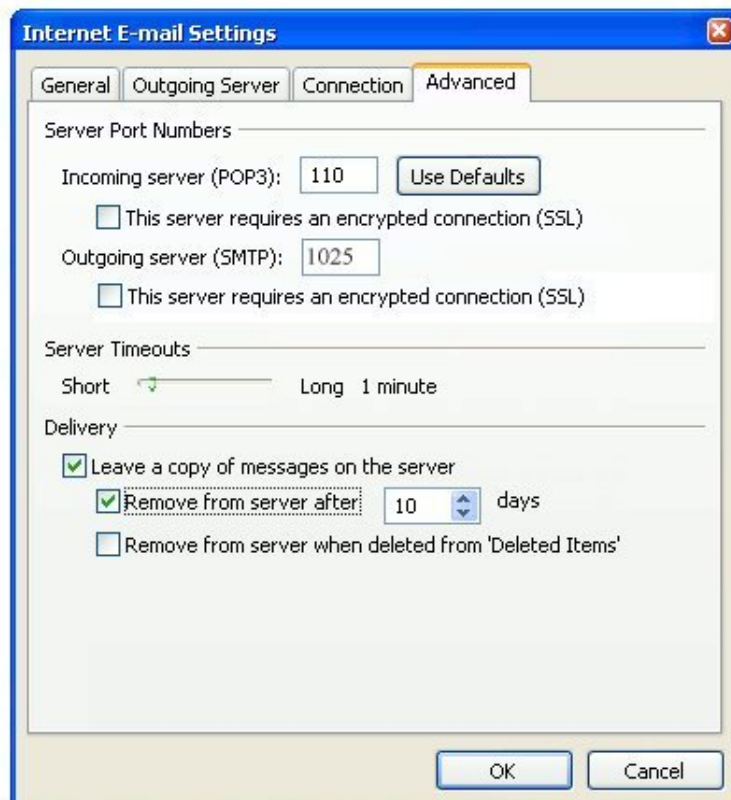 Internet E-mail Settings
General Outgoing Server Connection Advanced
Server Port Numbers
Incoming server (POP3): 110 Use Defaults
This server requires an encrypted connection (SSL)
Outgoing server (SMTP): 1025
This server requires an encrypted connection (SSL)
Server Timeouts
Short Long 1 minute
Delivery
Leave a copy of messages on the server
Remove from server after 10 days
Remove from server when deleted from 'Deleted Items'
OK Cancel